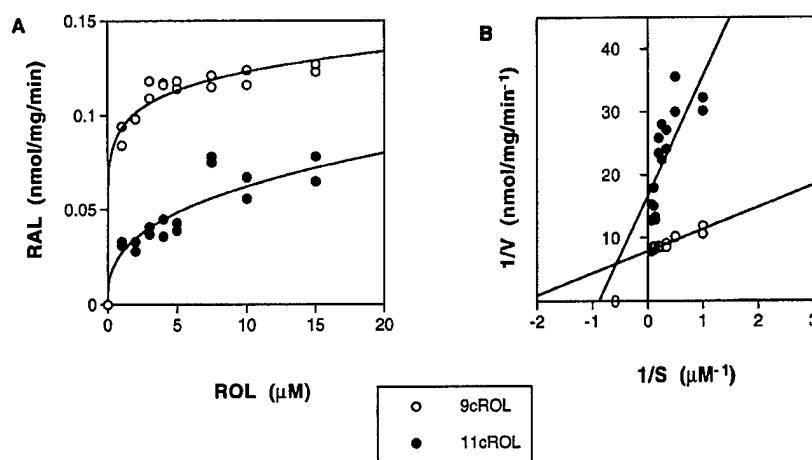 A
RAL (nmol/mg/min)
0.15
0.1
0.05
0
0 5 10 15 20
ROL (μM)
B
1/V (nmol/mg/min⁻¹)
40
30
20
10
0
-2 -1 0 1 2 3
1/S (μM⁻¹)
9cROL
11cROL